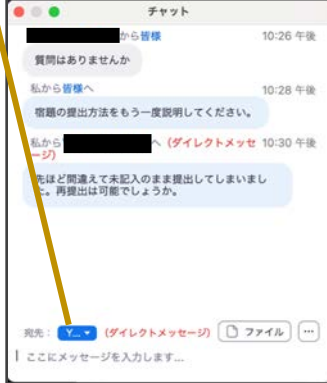 チャット
から皆様 10:26 午後
質問はありませんか
私から皆様へ 10:28 午後
宿題の提出方法をもう一度説明してください。
私から へ (ダイレクトメッセージ) 10:30 午後
先ほど間違えて未記入のまま提出してしまいまし
た。再提出は可能でしょうか。
宛先: Y... (ダイレクトメッセージ) ファイル ...
ここにメッセージを入力します...